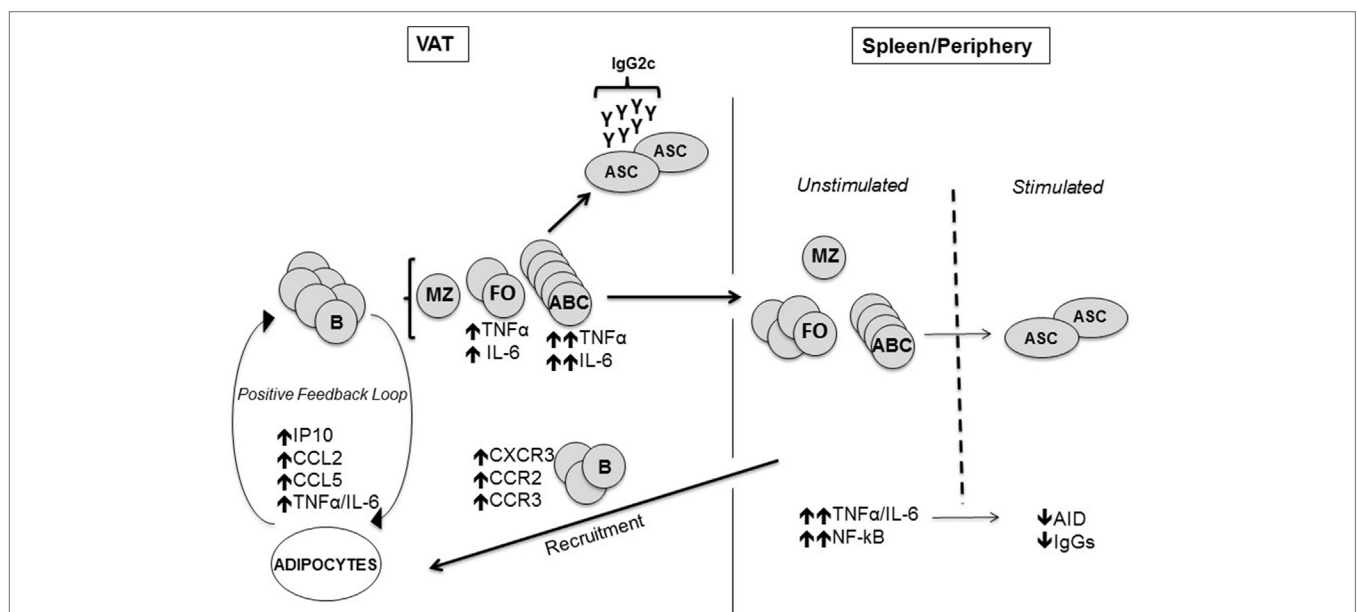 VAT
Spleen/Periphery
IgG2c
Y Y Y Y
Y Y Y
ASC
ASC
Unstimulated
Stimulated
B
MZ
FO
ABC
↑TNFα
↑ IL-6
↑↑TNFα
↑↑IL-6
MZ
FO
ABC
ASC
ASC
Positive Feedback Loop
↑IP10
↑CCL2
↑CCL5
↑TNFα/IL-6
ADIPOCYTES
↑CXCR3
↑CCR2
↑CCR3
B
Recruitment
↑↑TNFα/IL-6
↑↑NF-kB
↓AID
↓IgGs